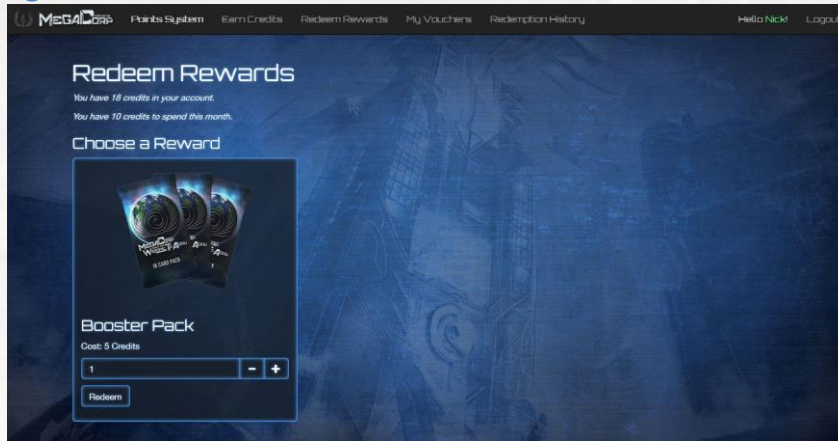 MEGACORP Points System Earn Credits Redeem Rewards My Vouchers Redemption History Hello Nick! Logout
Redeem Rewards
You have 18 credits in your account.
You have 10 credits to spend this month.
Choose a Reward
MEGACORP
Booster Pack
Cost: 5 Credits
1 - +
Redeem